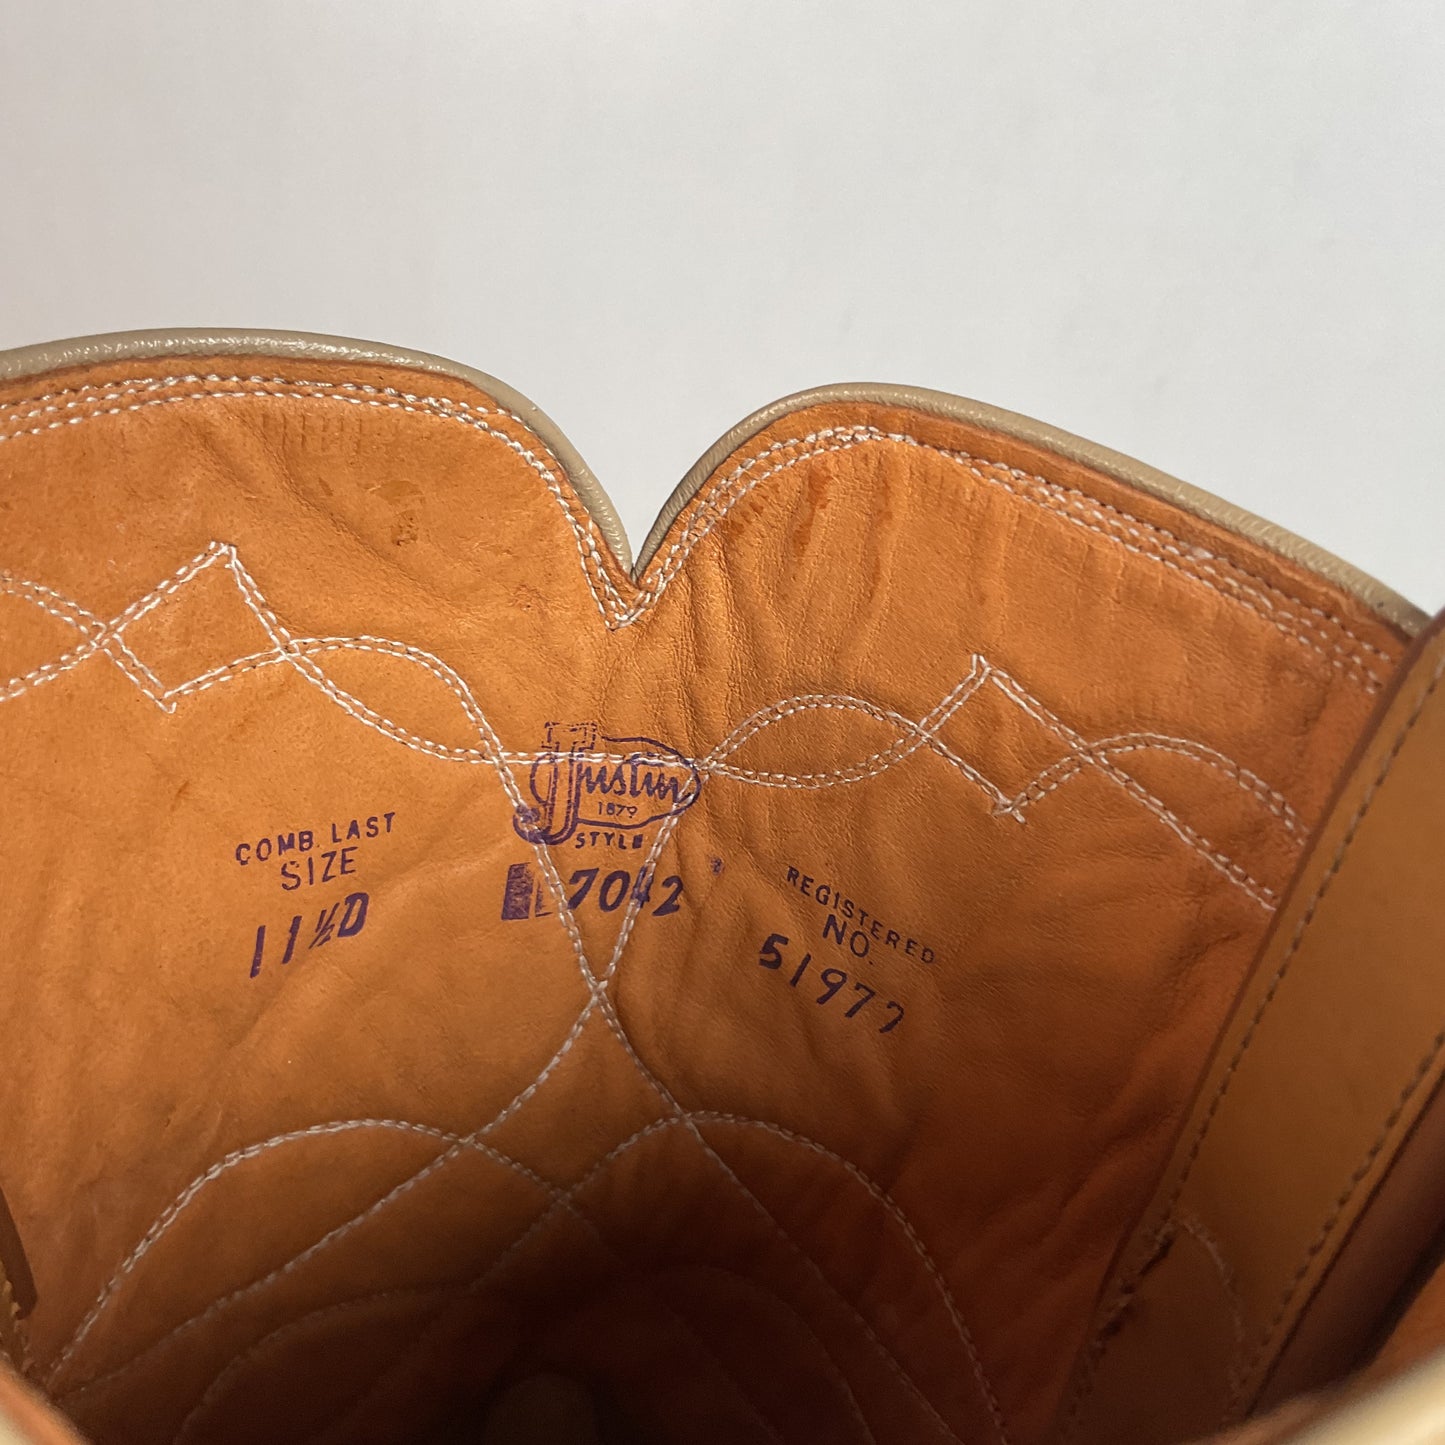 COMB. LAST
SIZE
11½D
Justin
1879
STYLE
7042
REGISTERED
NO.
51977